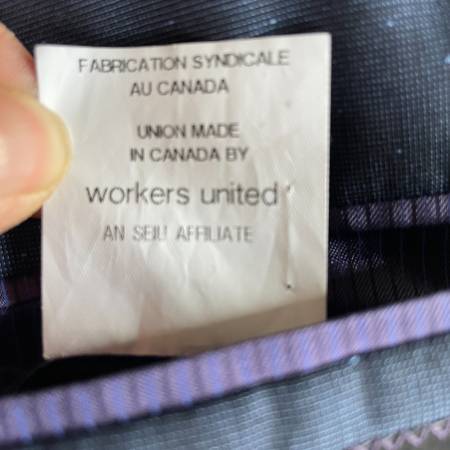 FABRICATION SYNDICALE
AU CANADA
UNION MADE
IN CANADA BY
workers united
AN SEIU AFFILIATE